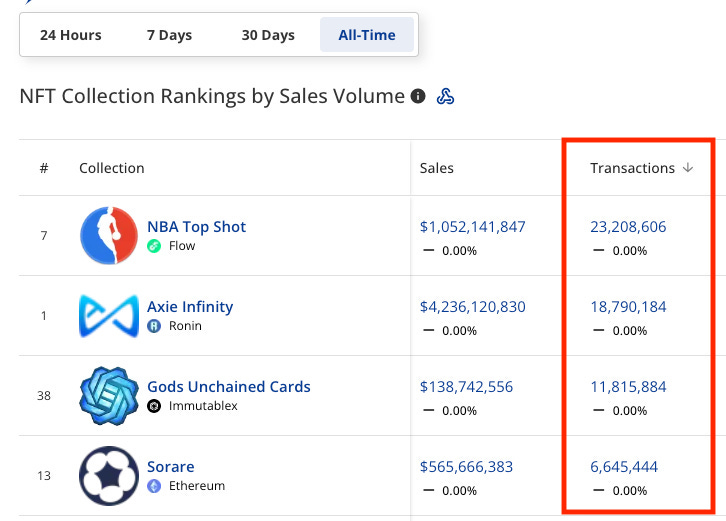 24 Hours 7 Days 30 Days All-Time
NFT Collection Rankings by Sales Volume
# Collection Sales Transactions ↓
7 NBA Top Shot $1,052,141,847 23,208,606
Flow — 0.00% — 0.00%
1 Axie Infinity $4,236,120,830 18,790,184
Ronin — 0.00% — 0.00%
38 Gods Unchained Cards $138,742,556 11,815,884
Immutablex — 0.00% — 0.00%
13 Sorare $565,666,383 6,645,444
Ethereum — 0.00% — 0.00%